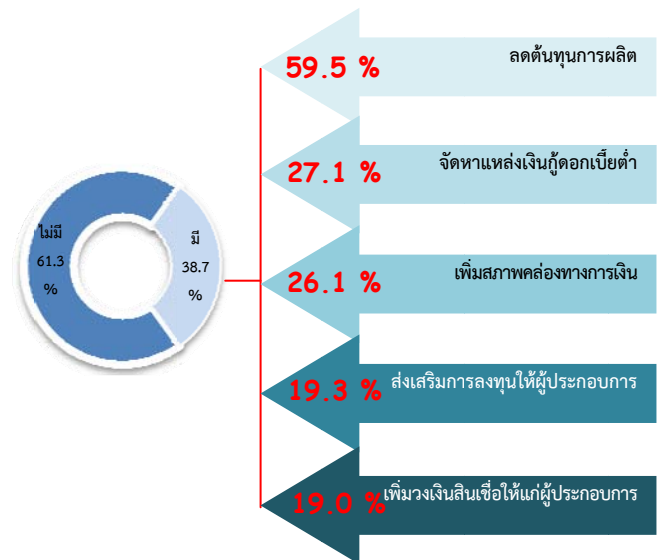 59.5 % ลดต้นทุนการผลิต
27.1 % จัดหาแหล่งเงินกู้ดอกเบี้ยต่ำ
ไม่มี
61.3
%
มี
38.7
%
26.1 % เพิ่มสภาพคล่องทางการเงิน
19.3 % ส่งเสริมการลงทุนให้ผู้ประกอบการ
19.0 % เพิ่มวงเงินสินเชื่อให้แก่ผู้ประกอบการ